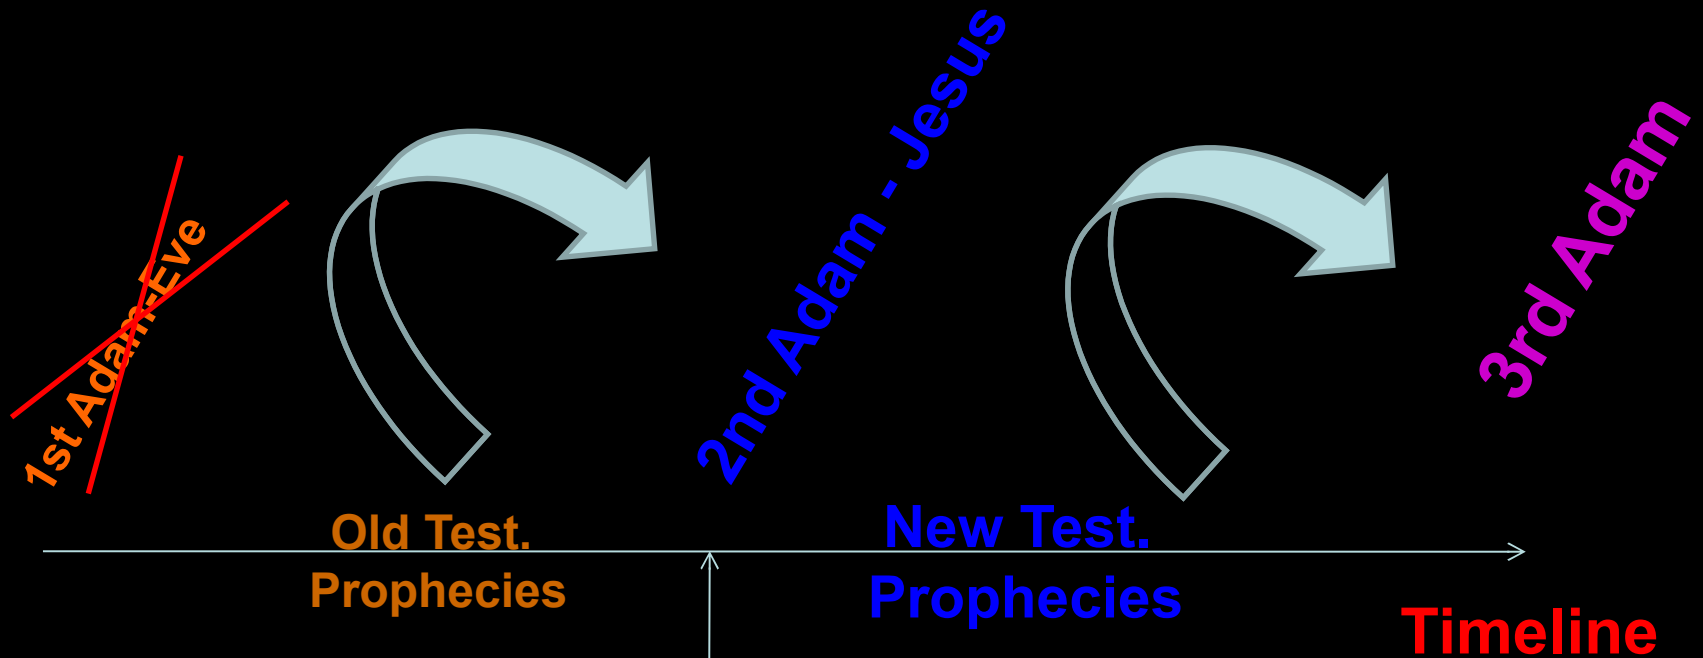 1st Adam-Eve
2nd Adam - Jesus
3rd Adam
Old Test.
Prophecies
New Test.
Prophecies
Timeline